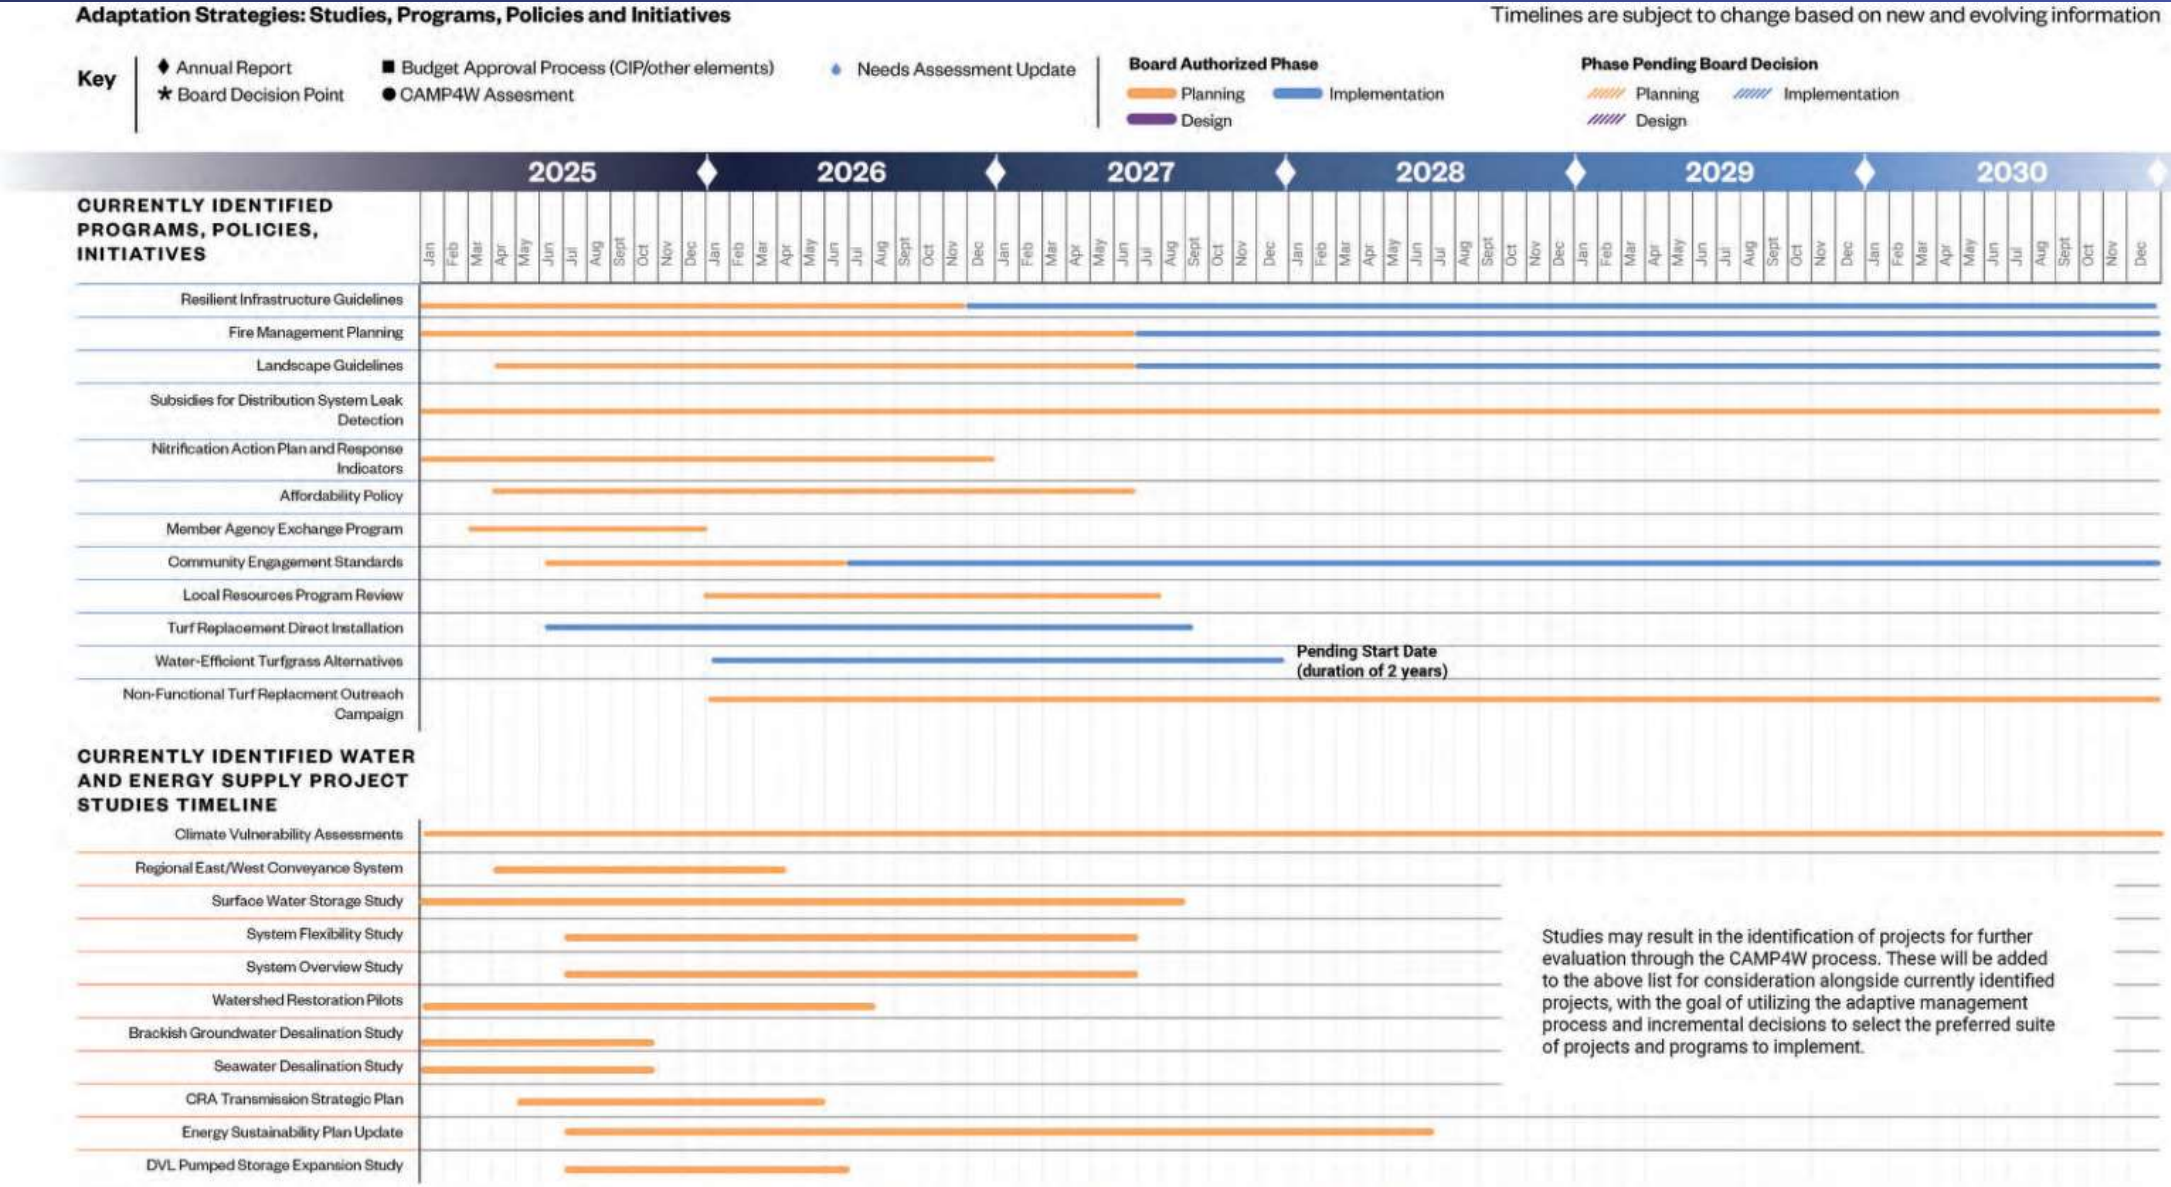 Adaptation Strategies: Studies, Programs, Policies and Initiatives
Timelines are subject to change based on new and evolving information
Key
Annual Report
Board Decision Point
Budget Approval Process (CIP/other elements)
CAMP4W Assesment
Needs Assessment Update
Board Authorized Phase
Planning
Implementation
Design
Phase Pending Board Decision
Planning
Implementation
Design
2025 2026 2027 2028 2029 2030
CURRENTLY IDENTIFIED
PROGRAMS, POLICIES,
INITIATIVES
Jan Feb Mar Apr May Jun Jul Aug Sept Oct Nov Dec Jan Feb Mar Apr May Jun Jul Aug Sept Oct Nov Dec Jan Feb Mar Apr May Jun Jul Aug Sept Oct Nov Dec Jan Feb Mar Apr May Jun Jul Aug Sept Oct Nov Dec Jan Feb Mar Apr May Jun Jul Aug Sept Oct Nov Dec Jan Feb Mar Apr May Jun Jul Aug Sept Oct Nov Dec
Resilient Infrastructure Guidelines
Fire Management Planning
Landscape Guidelines
Subsidies for Distribution System Leak
Detection
Nitrification Action Plan and Response
Indicators
Affordability Policy
Member Agency Exchange Program
Community Engagement Standards
Local Resources Program Review
Turf Replacement Direct Installation
Water-Efficient Turfgrass Alternatives
Pending Start Date
(duration of 2 years)
Non-Functional Turf Replacment Outreach
Campaign
CURRENTLY IDENTIFIED WATER
AND ENERGY SUPPLY PROJECT
STUDIES TIMELINE
Climate Vulnerability Assessments
Regional East/West Conveyance System
Surface Water Storage Study
System Flexibility Study
System Overview Study
Watershed Restoration Pilots
Brackish Groundwater Desalination Study
Seawater Desalination Study
CRA Transmission Strategic Plan
Energy Sustainability Plan Update
DVL Pumped Storage Expansion Study
Studies may result in the identification of projects for further
evaluation through the CAMP4W process. These will be added
to the above list for consideration alongside currently identified
projects, with the goal of utilizing the adaptive management
process and incremental decisions to select the preferred suite
of projects and programs to implement.